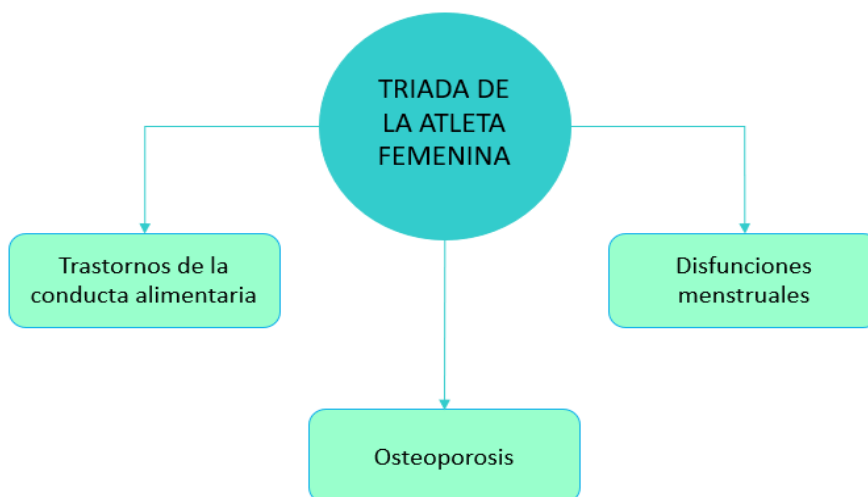 TRIADA DE
LA ATLETA
FEMENINA
Trastornos de la
conducta alimentaria
Disfunciones
menstruales
Osteoporosis